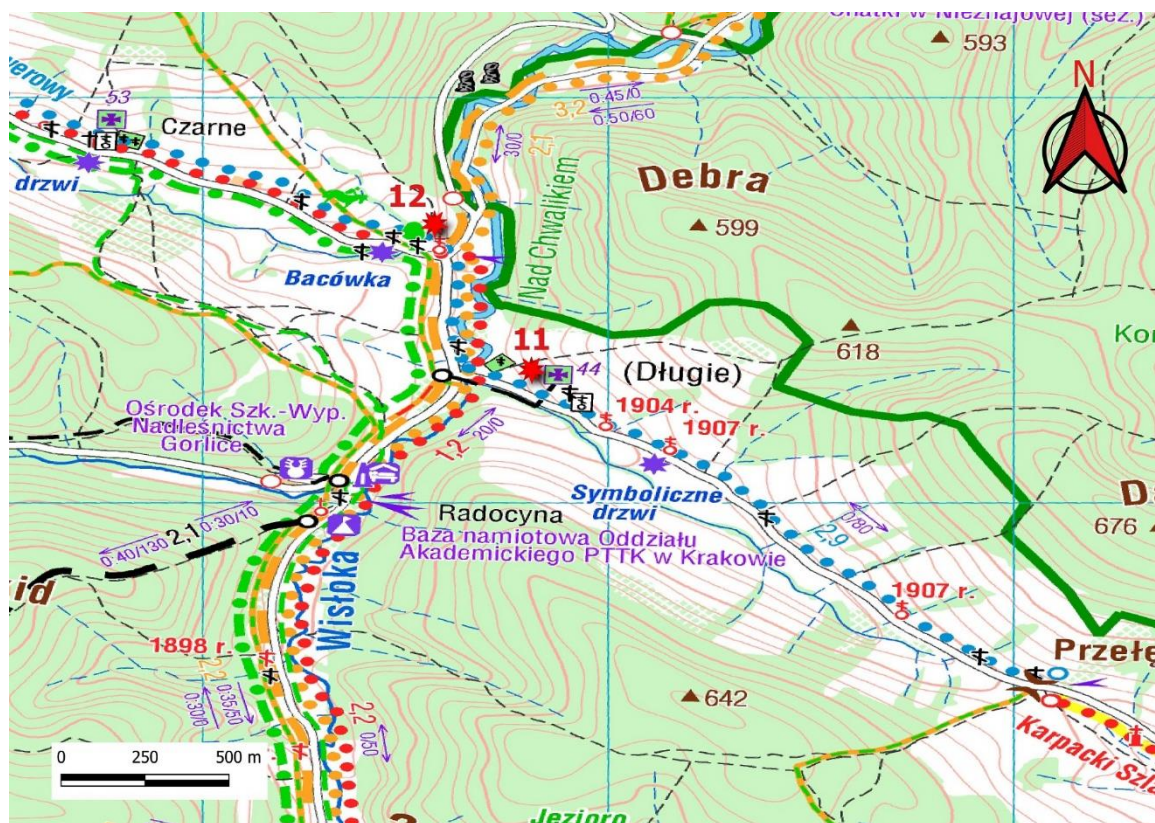 Chatki w Nieznajowej (sez.)
593
N
erowy
53
Czarne
3,2
0:45/0
0:50/60
30/0
2,1
Debra
drzwi
12
599
Bacówka
Nad Chwalikiem
11
618
44
(Długie)
Ośrodek Szk.-Wyp.
Nadleśnictwa
Gorlice
1904 r.
1907 r.
1,2
20/0
Symboliczne
drzwi
Radocyna
Baza namiotowa Oddziału
Akademickiego PTTK w Krakowie
2,1
0:30/10
0:40/130
0/80
2,9
676
id
Wisłoka
1907 r.
1898 r.
Przełę
2,2
0:30/0
0:35/50
642
2,2
0/50
Karpacki Szla
0 250 500 m
Jezioro